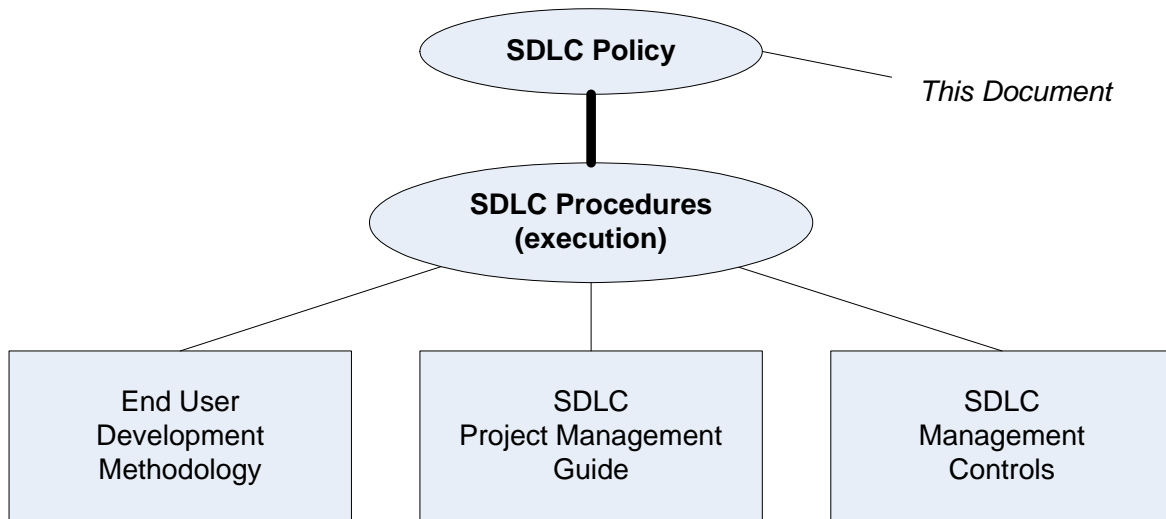 SDLC Policy
This Document
SDLC Procedures
(execution)
End User
Development
Methodology
SDLC
Project Management
Guide
SDLC
Management
Controls